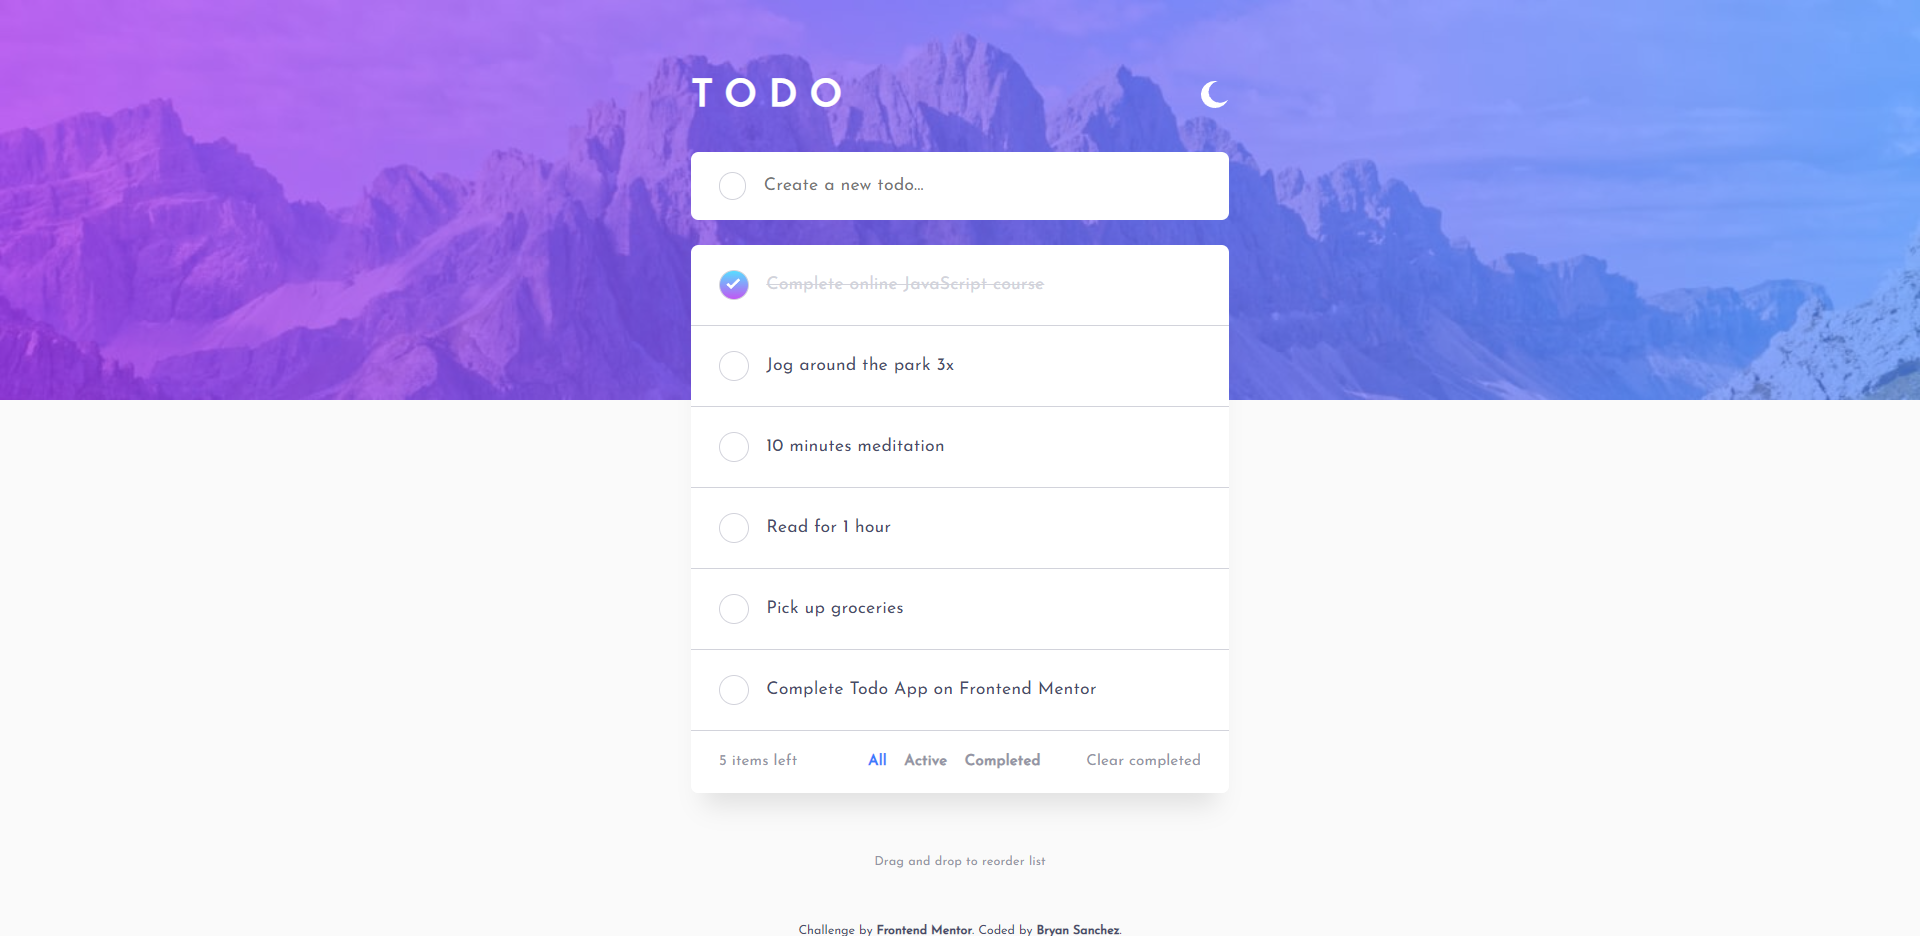 TODO
Create a new todo...
Complete online JavaScript course
Jog around the park 3x
10 minutes meditation
Read for 1 hour
Pick up groceries
Complete Todo App on Frontend Mentor
5 items left All Active Completed Clear completed
Drag and drop to reorder list
Challenge by Frontend Mentor. Coded by Bryan Sanchez.